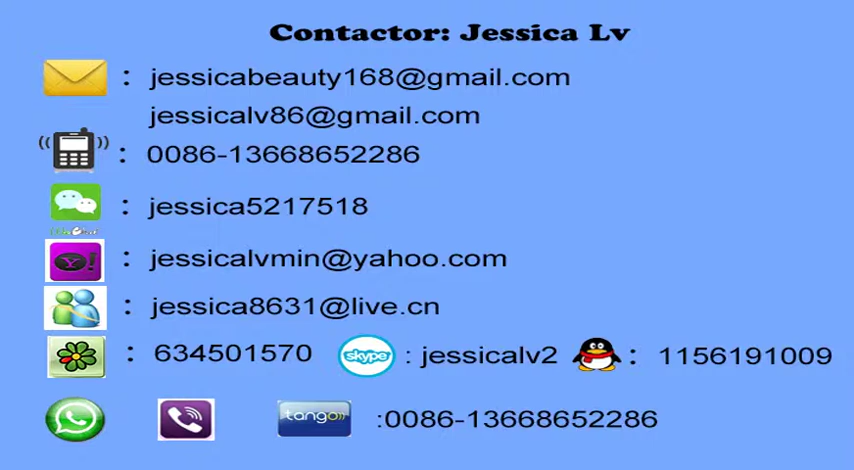 Contactor: Jessica Lv
: jessicabeauty168@gmail.com
jessicalv86@gmail.com
: 0086-13668652286
: jessica5217518
WeChat
Y! : jessicalvmin@yahoo.com
: jessica8631@live.cn
: 634501570 skype : jessicalv2 : 1156191009
tango :0086-13668652286